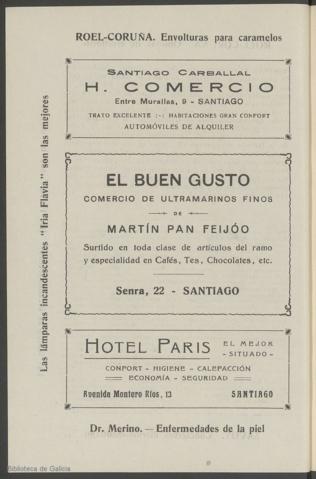 ROEL-CORUÑA. Envolturas para caramelos
Las lámparas incandescentes "Iria Flavia" son las mejores
SANTIAGO CARBALLAL
H. COMERCIO
Entre Murallas, 9 - SANTIAGO
TRATO EXCELENTE :-: HABITACIONES GRAN CONFORT
AUTOMÓVILES DE ALQUILER
EL BUEN GUSTO
COMERCIO DE ULTRAMARINOS FINOS
DE
MARTÍN PAN FEIJÓO
Surtido en toda clase de artículos del ramo
y especialidad en Cafés, Tes, Chocolates, etc.
Senra, 22 - SANTIAGO
HOTEL PARIS
EL MEJOR
- SITUADO -
CONFORT - HIGIENE - CALEFACCIÓN
ECONOMÍA - SEGURIDAD
Avenida Montero Ríos, 13 SANTIAGO
Dr. Merino.— Enfermedades de la piel
Biblioteca de Galicia